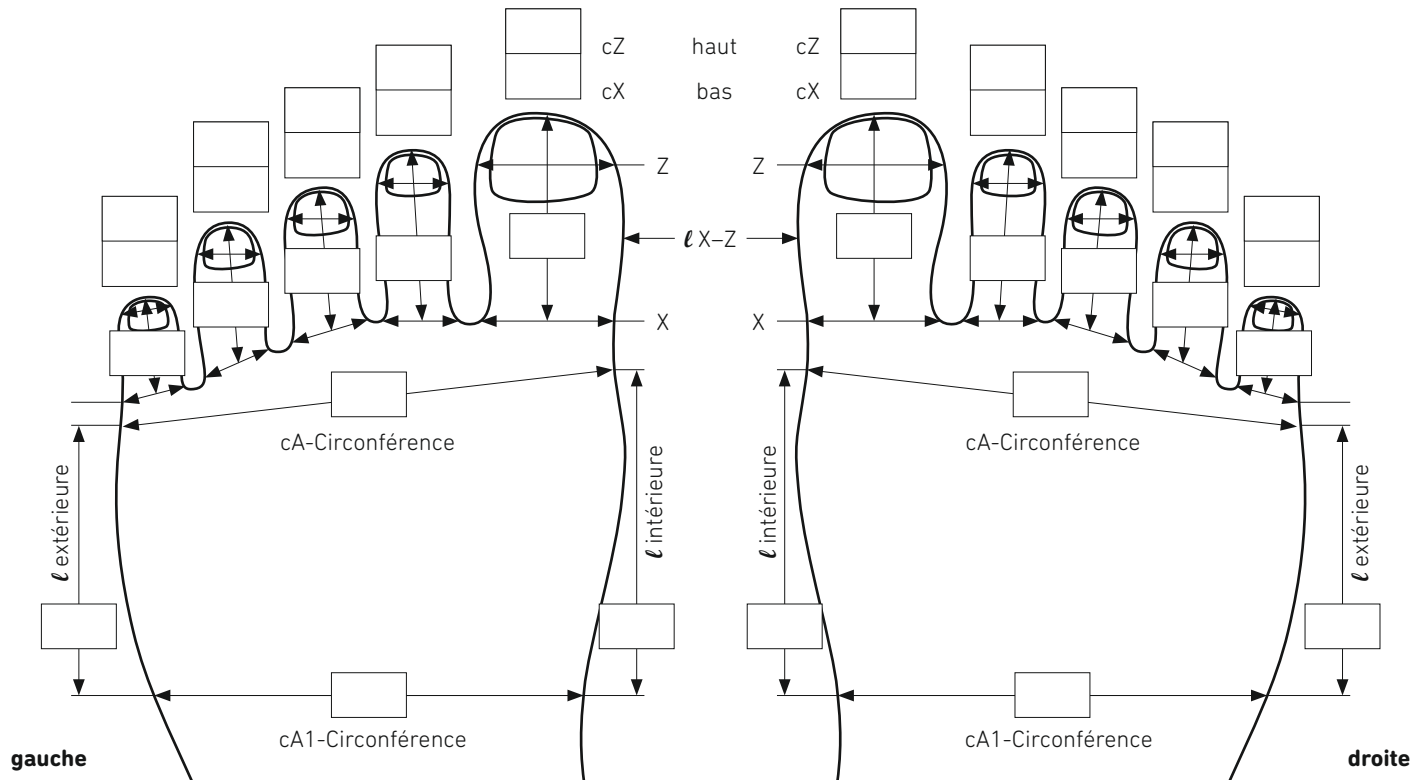 cZ haut cZ
cX bas cX
Z Z
ℓ X–Z
X X
cA-Circonférence cA-Circonférence
ℓ extérieure ℓ intérieure ℓ intérieure ℓ extérieure
cA1-Circonférence cA1-Circonférence
gauche droite